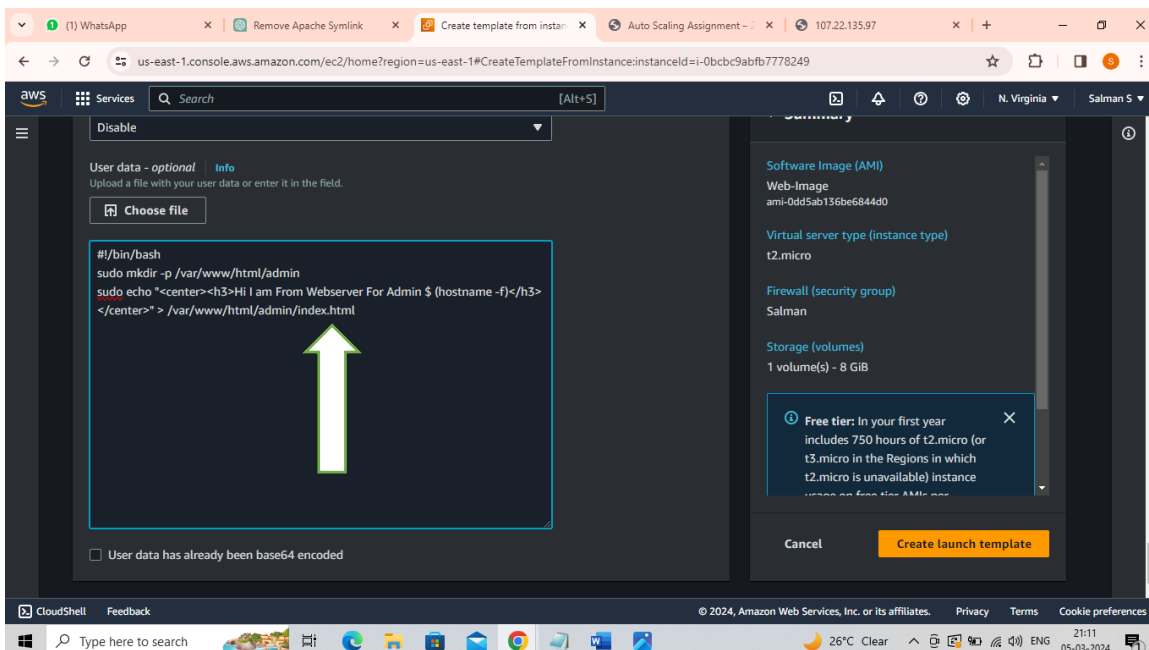 (1) WhatsApp
Remove Apache Symlink
Create template from instan
Auto Scaling Assignment –
107.22.135.97
us-east-1.console.aws.amazon.com/ec2/home?region=us-east-1#CreateTemplateFromInstance:instanceId=i-0bcbc9abfb7778249
S
aws
Services
Search
[Alt+S]
N. Virginia
Salman S
Disable
User data - optional
Info
Upload a file with your user data or enter it in the field.
Choose file
#!/bin/bash
sudo mkdir -p /var/www/html/admin
sudo echo "<center><h3>Hi I am From Webserver For Admin $ (hostname -f)</h3>
</center>" > /var/www/html/admin/index.html
User data has already been base64 encoded
Summary
Software Image (AMI)
Web-Image
ami-0dd5ab136be6844d0
Virtual server type (instance type)
t2.micro
Firewall (security group)
Salman
Storage (volumes)
1 volume(s) - 8 GiB
Free tier: In your first year
includes 750 hours of t2.micro (or
t3.micro in the Regions in which
t2.micro is unavailable) instance
usage on free tier AMIs per
Cancel
Create launch template
CloudShell
Feedback
© 2024, Amazon Web Services, Inc. or its affiliates.
Privacy
Terms
Cookie preferences
Type here to search
26°C Clear
ENG
21:11
05-03-2024